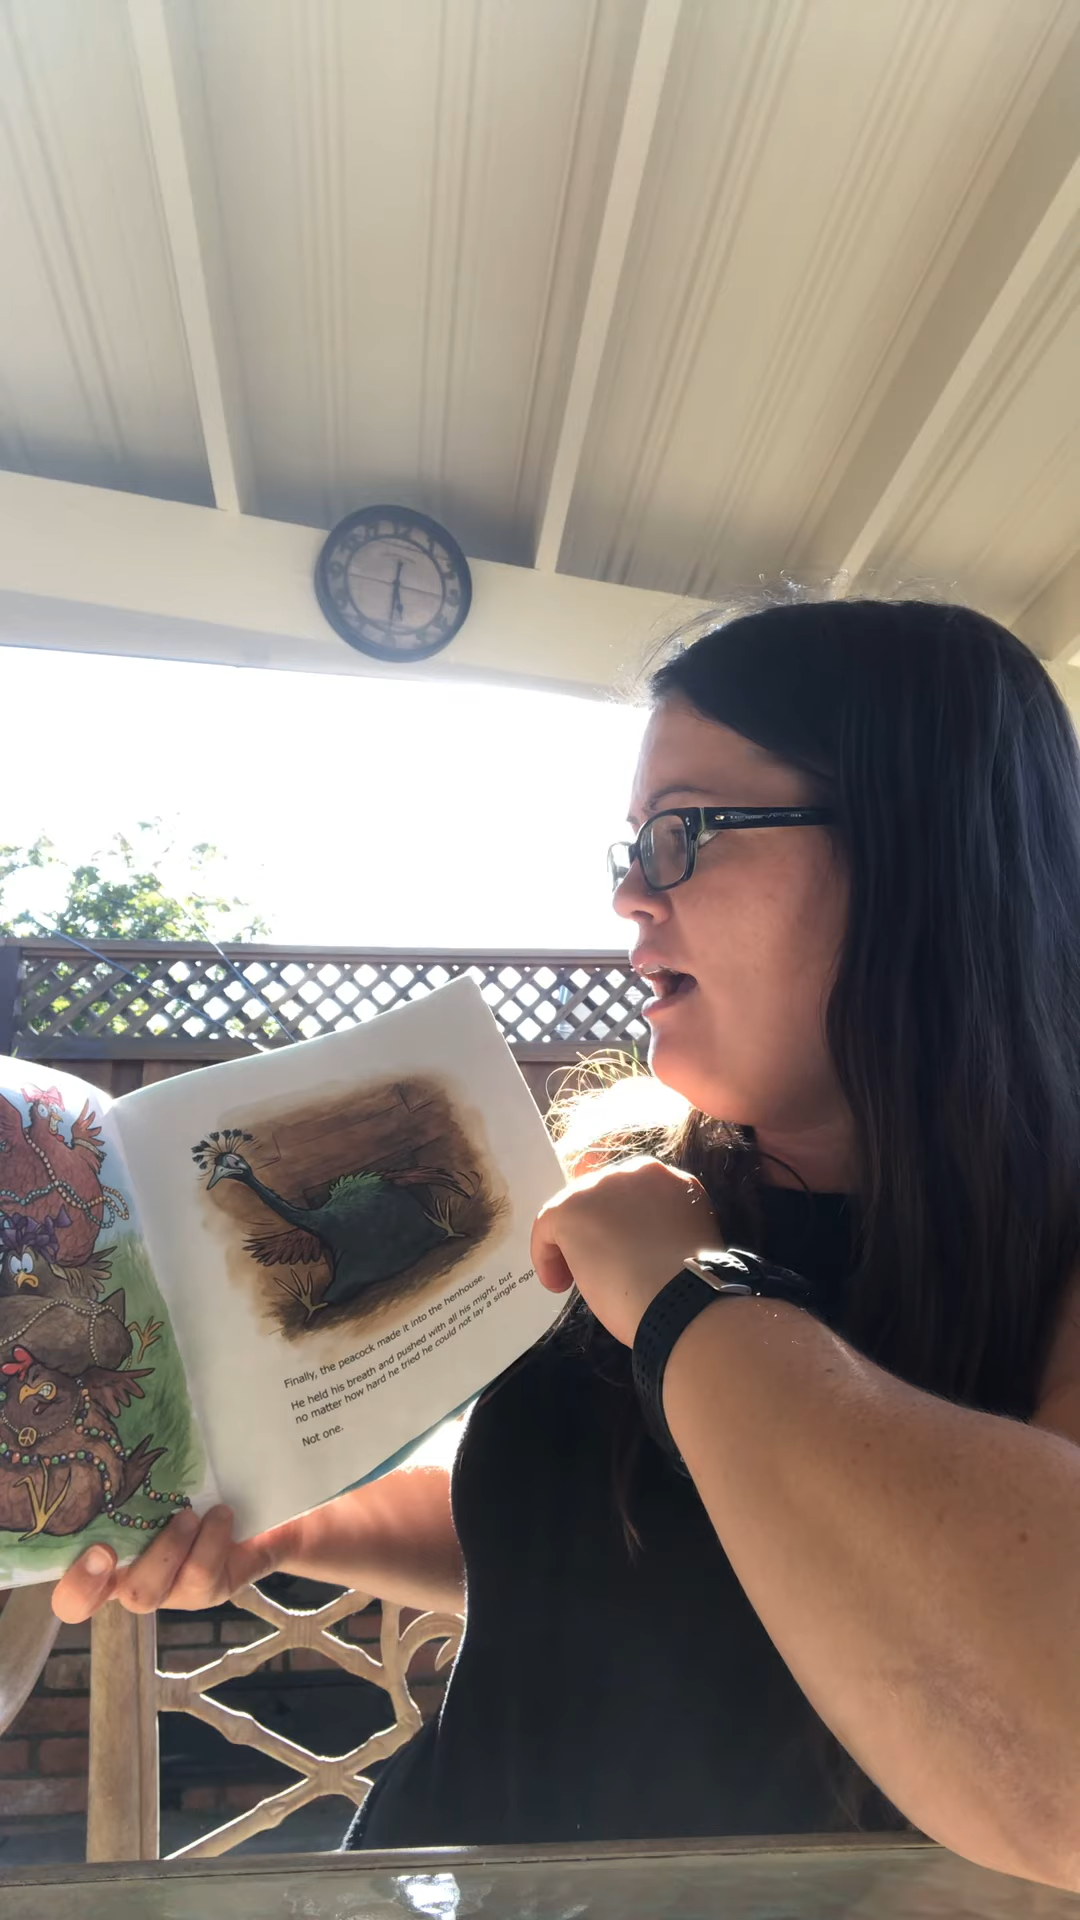 Finally, the peacock made it into the henhouse.
He held his breath and pushed with all his might, but
no matter how hard he tried he could not lay a single egg.
Not one.